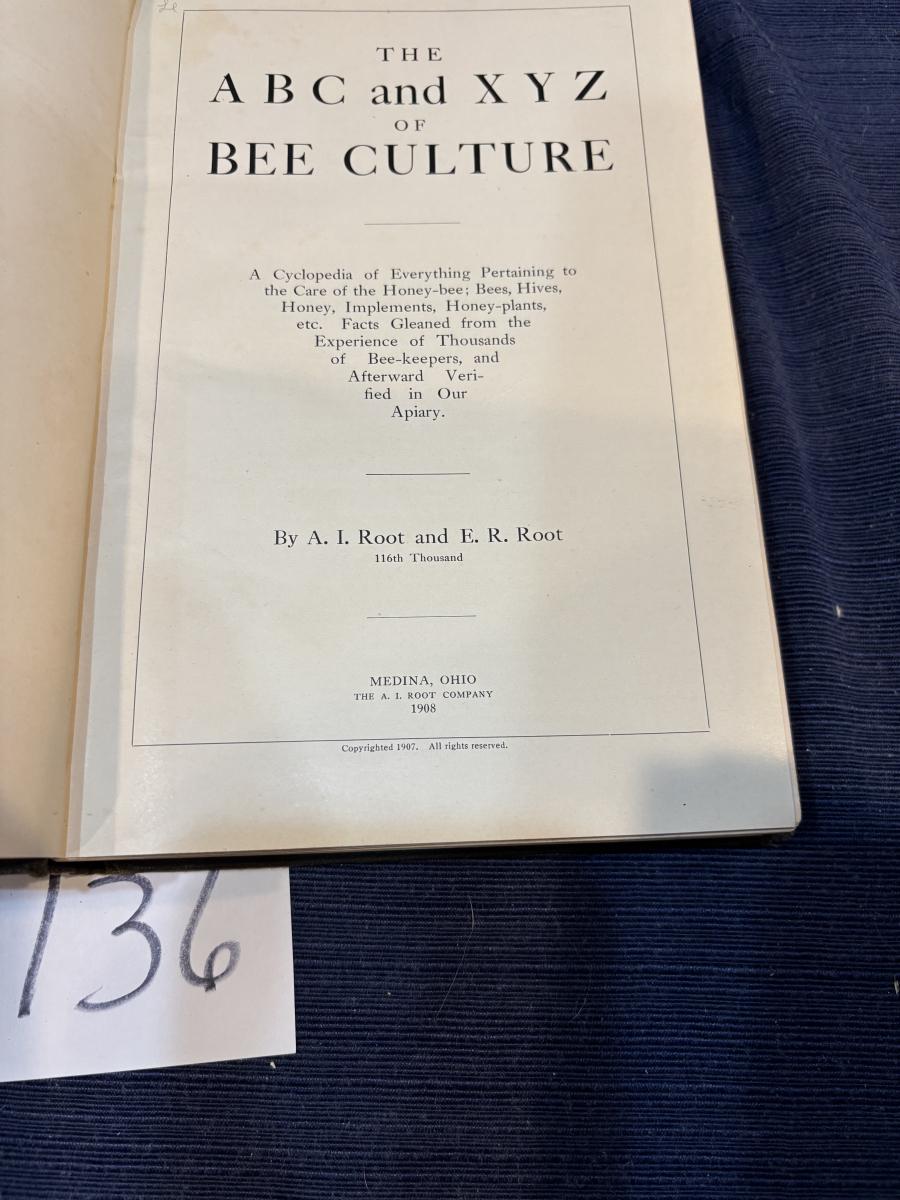 THE
ABC and XYZ
OF
BEE CULTURE
A Cyclopedia of Everything Pertaining to
the Care of the Honey-bee; Bees, Hives,
Honey, Implements, Honey-plants,
etc. Facts Gleaned from the
Experience of Thousands
of Bee-keepers, and
Afterward Veri-
fied in Our
Apiary.
By A. I. Root and E. R. Root
116th Thousand
MEDINA, OHIO
THE A. I. ROOT COMPANY
1908
Copyrighted 1907. All rights reserved.
136